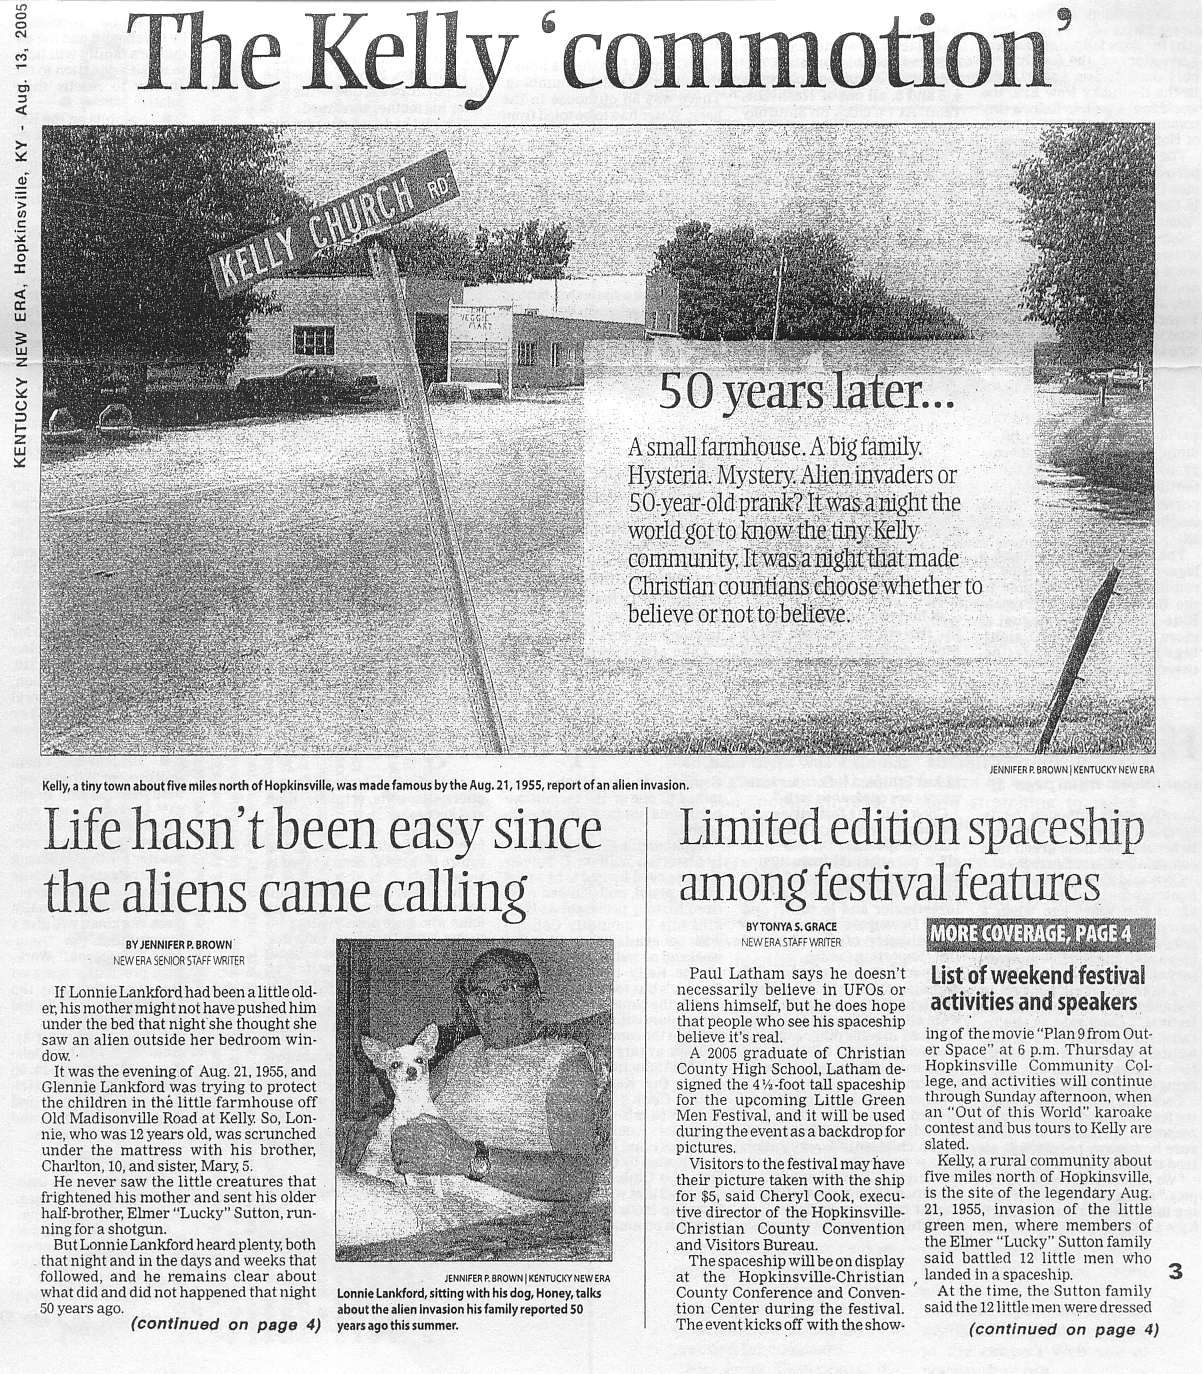 KENTUCKY NEW ERA, Hopkinsville, KY - Aug. 13, 2005
The Kelly ‘commotion’
KELLY CHURCH RD
THE
VEGGIE
MART
50 years later...
A small farmhouse. A big family.
Hysteria. Mystery. Alien invaders or
50-year-old prank? It was a night the
world got to know the tiny Kelly
community. It was a night that made
Christian countians choose whether to
believe or not to believe.
JENNIFER P. BROWN | KENTUCKY NEW ERA
Kelly, a tiny town about five miles north of Hopkinsville, was made famous by the Aug. 21, 1955, report of an alien invasion.
Life hasn’t been easy since
the aliens came calling
BY JENNIFER P. BROWN
NEW ERA SENIOR STAFF WRITER
If Lonnie Lankford had been a little old-
er, his mother might not have pushed him
under the bed that night she thought she
saw an alien outside her bedroom win-
dow.
It was the evening of Aug. 21, 1955, and
Glennie Lankford was trying to protect
the children in the little farmhouse off
Old Madisonville Road at Kelly. So, Lon-
nie, who was 12 years old, was scrunched
under the mattress with his brother,
Charlton, 10, and sister, Mary, 5.
He never saw the little creatures that
frightened his mother and sent his older
half-brother, Elmer “Lucky” Sutton, run-
ning for a shotgun.
But Lonnie Lankford heard plenty, both
that night and in the days and weeks that
followed, and he remains clear about
what did and did not happened that night
50 years ago.
(continued on page 4)
JENNIFER P. BROWN | KENTUCKY NEW ERA
Lonnie Lankford, sitting with his dog, Honey, talks
about the alien invasion his family reported 50
years ago this summer.
Limited edition spaceship
among festival features
BY TONYA S. GRACE
NEW ERA STAFF WRITER
Paul Latham says he doesn’t
necessarily believe in UFOs or
aliens himself, but he does hope
that people who see his spaceship
believe it’s real.
A 2005 graduate of Christian
County High School, Latham de-
signed the 4½-foot tall spaceship
for the upcoming Little Green
Men Festival, and it will be used
during the event as a backdrop for
pictures.
Visitors to the festival may have
their picture taken with the ship
for $5, said Cheryl Cook, execu-
tive director of the Hopkinsville-
Christian County Convention
and Visitors Bureau.
The spaceship will be on display
at the Hopkinsville-Christian
County Conference and Conven-
tion Center during the festival.
The event kicks off with the show-
MORE COVERAGE, PAGE 4
List of weekend festival
activities and speakers
ing of the movie “Plan 9 from Out-
er Space” at 6 p.m. Thursday at
Hopkinsville Community Col-
lege, and activities will continue
through Sunday afternoon, when
an “Out of this World” karoake
contest and bus tours to Kelly are
slated.
Kelly, a rural community about
five miles north of Hopkinsville,
is the site of the legendary Aug.
21, 1955, invasion of the little
green men, where members of
the Elmer “Lucky” Sutton family
said battled 12 little men who
landed in a spaceship.
At the time, the Sutton family
said the 12 little men were dressed
(continued on page 4)
3